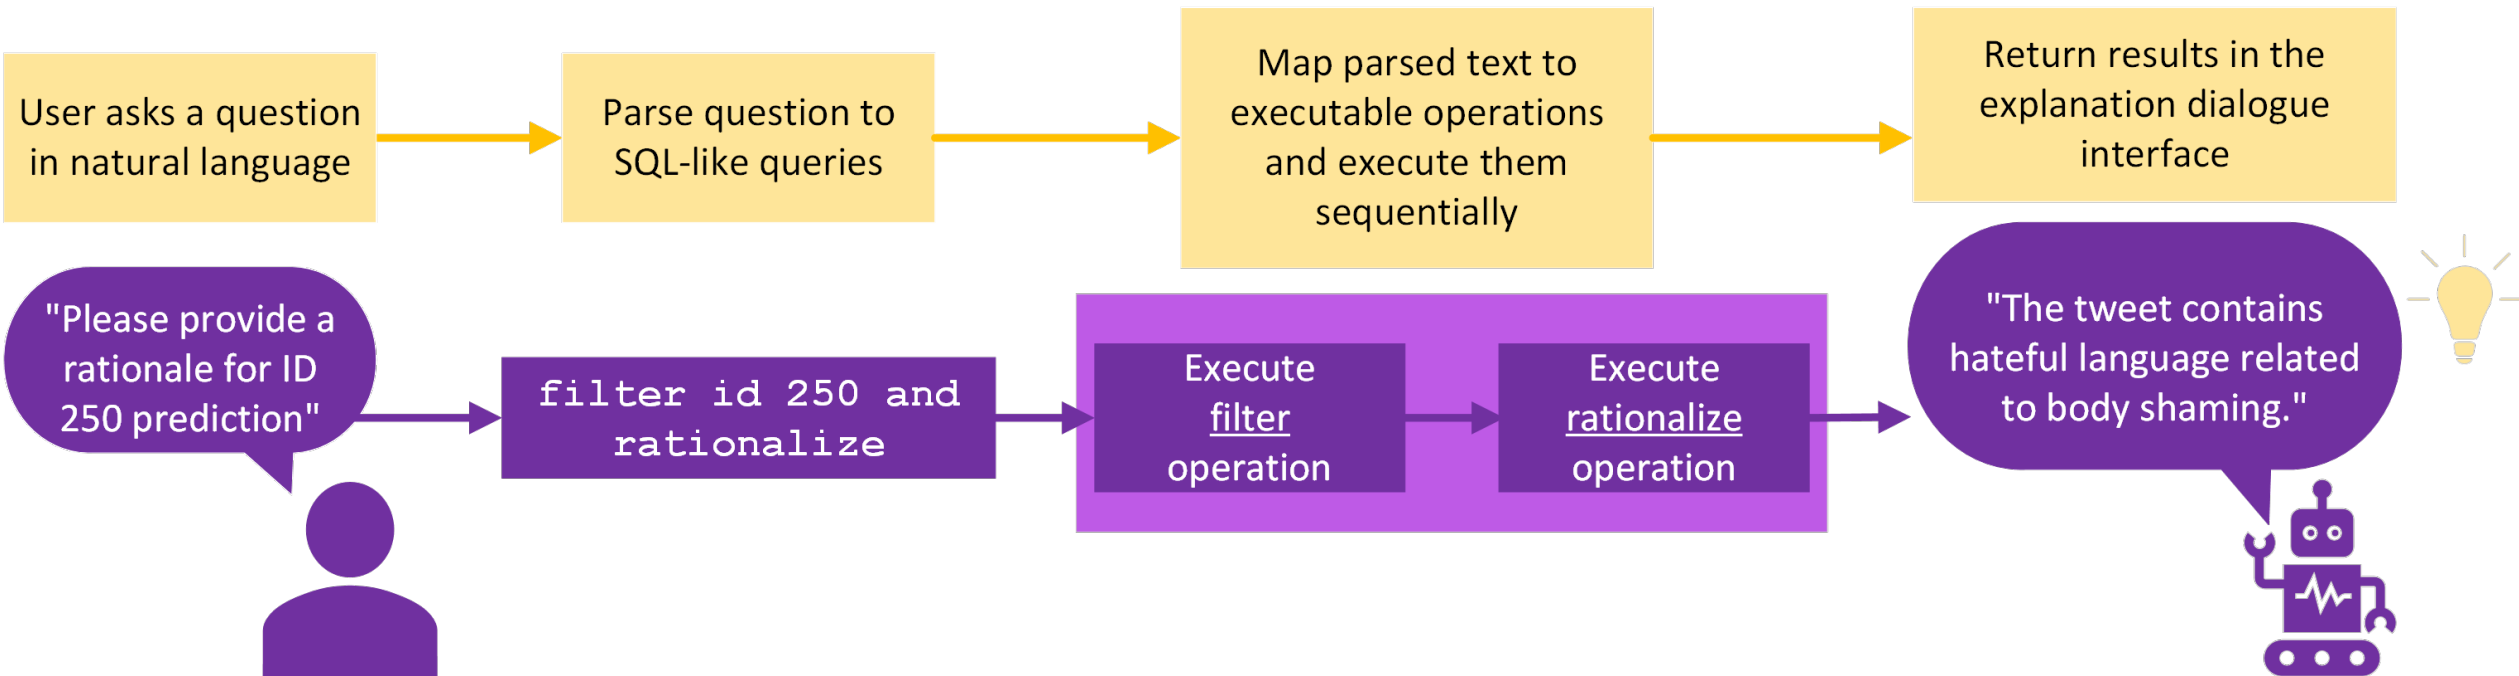 User asks a question
in natural language
Parse question to
SQL-like queries
Map parsed text to
executable operations
and execute them
sequentially
Return results in the
explanation dialogue
interface
"Please provide a
rationale for ID
250 prediction"
filter id 250 and
rationalize
Execute
filter
operation
Execute
rationalize
operation
"The tweet contains
hateful language related
to body shaming."